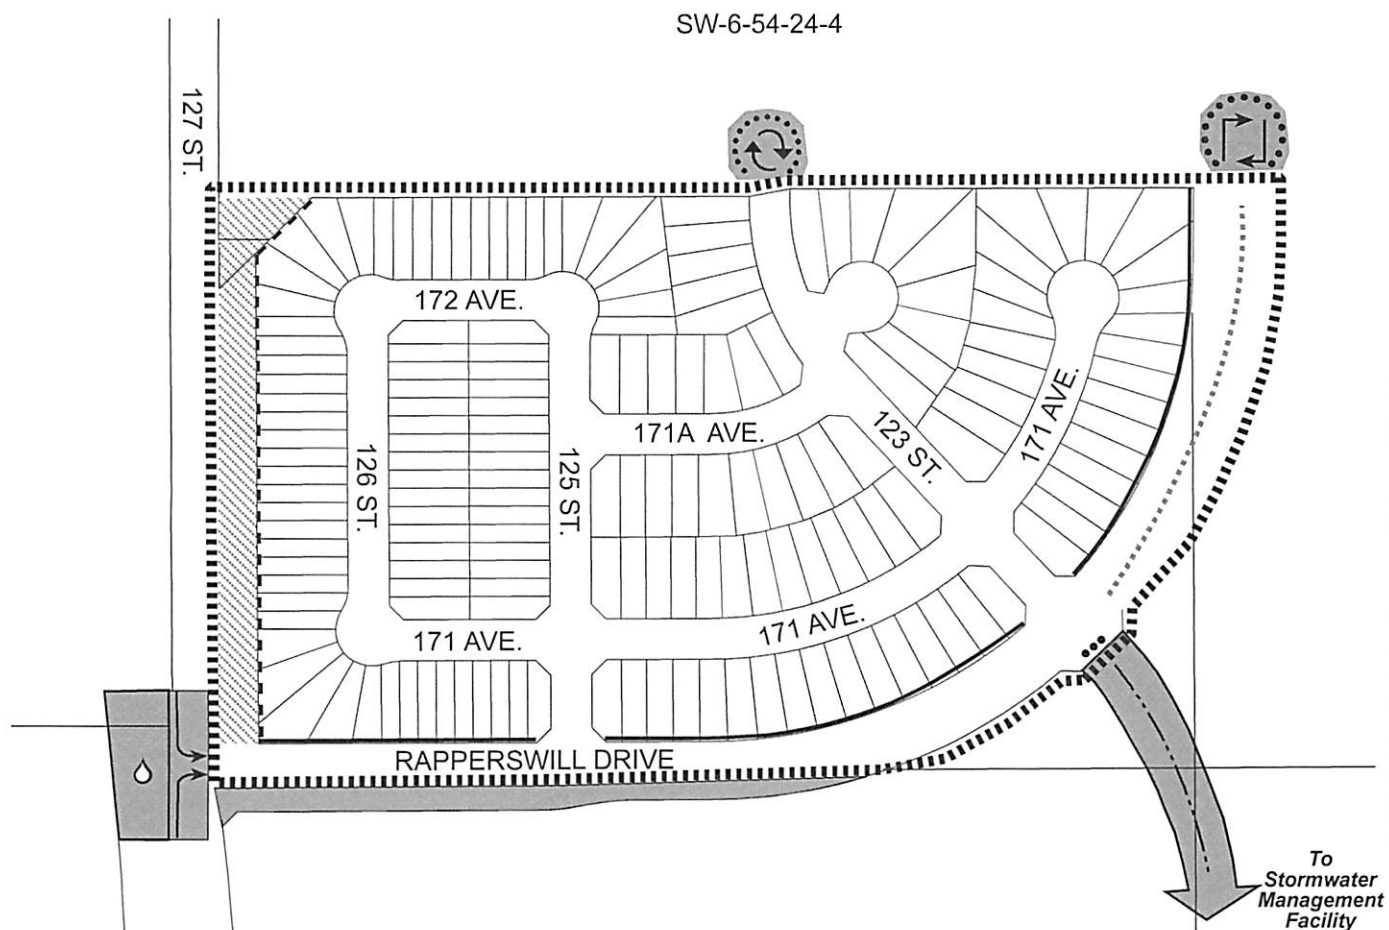 SW-6-54-24-4
127 ST.
172 AVE.
171A AVE.
123 ST.
171 AVE.
126 ST.
125 ST.
171 AVE.
171 AVE.
RAPPERSWILL DRIVE
To
Stormwater
Management
Facility